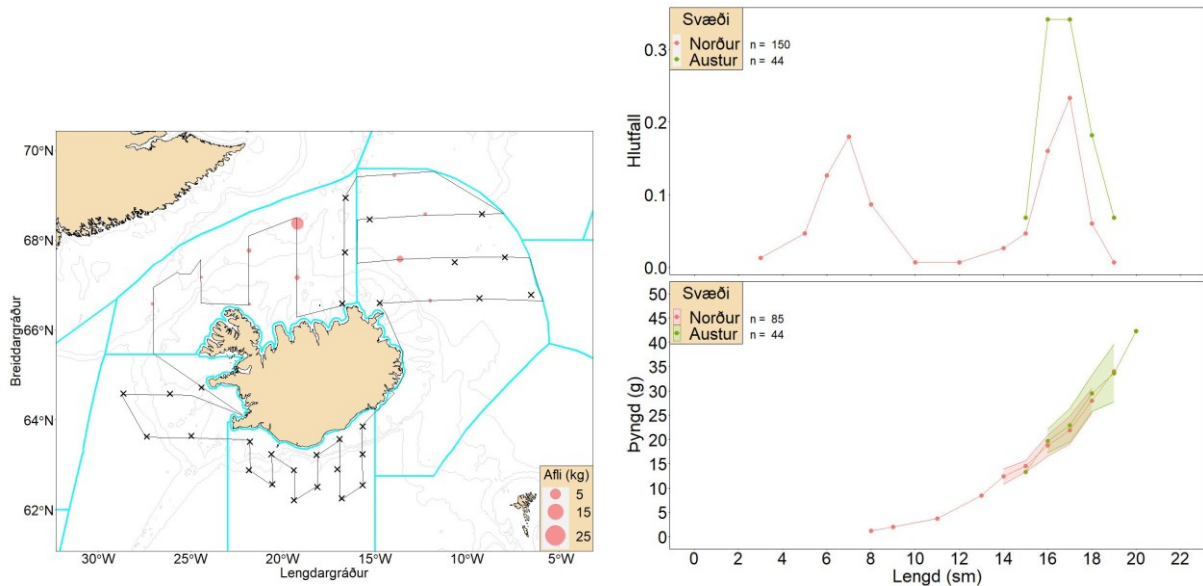 70°N
68°N
66°N
64°N
62°N
30°W 25°W 20°W 15°W 10°W 5°W
Breiddargráður
Lengdargráður
Afli (kg)
5
15
25
Svæði
Norður n = 150
Austur n = 44
0.3
0.2
0.1
0.0
Hlutfall
Svæði
Norður n = 85
Austur n = 44
50
45
40
35
30
25
20
15
10
5
0
Þyngd (g)
0 2 4 6 8 10 12 14 16 18 20 22
Lengd (sm)